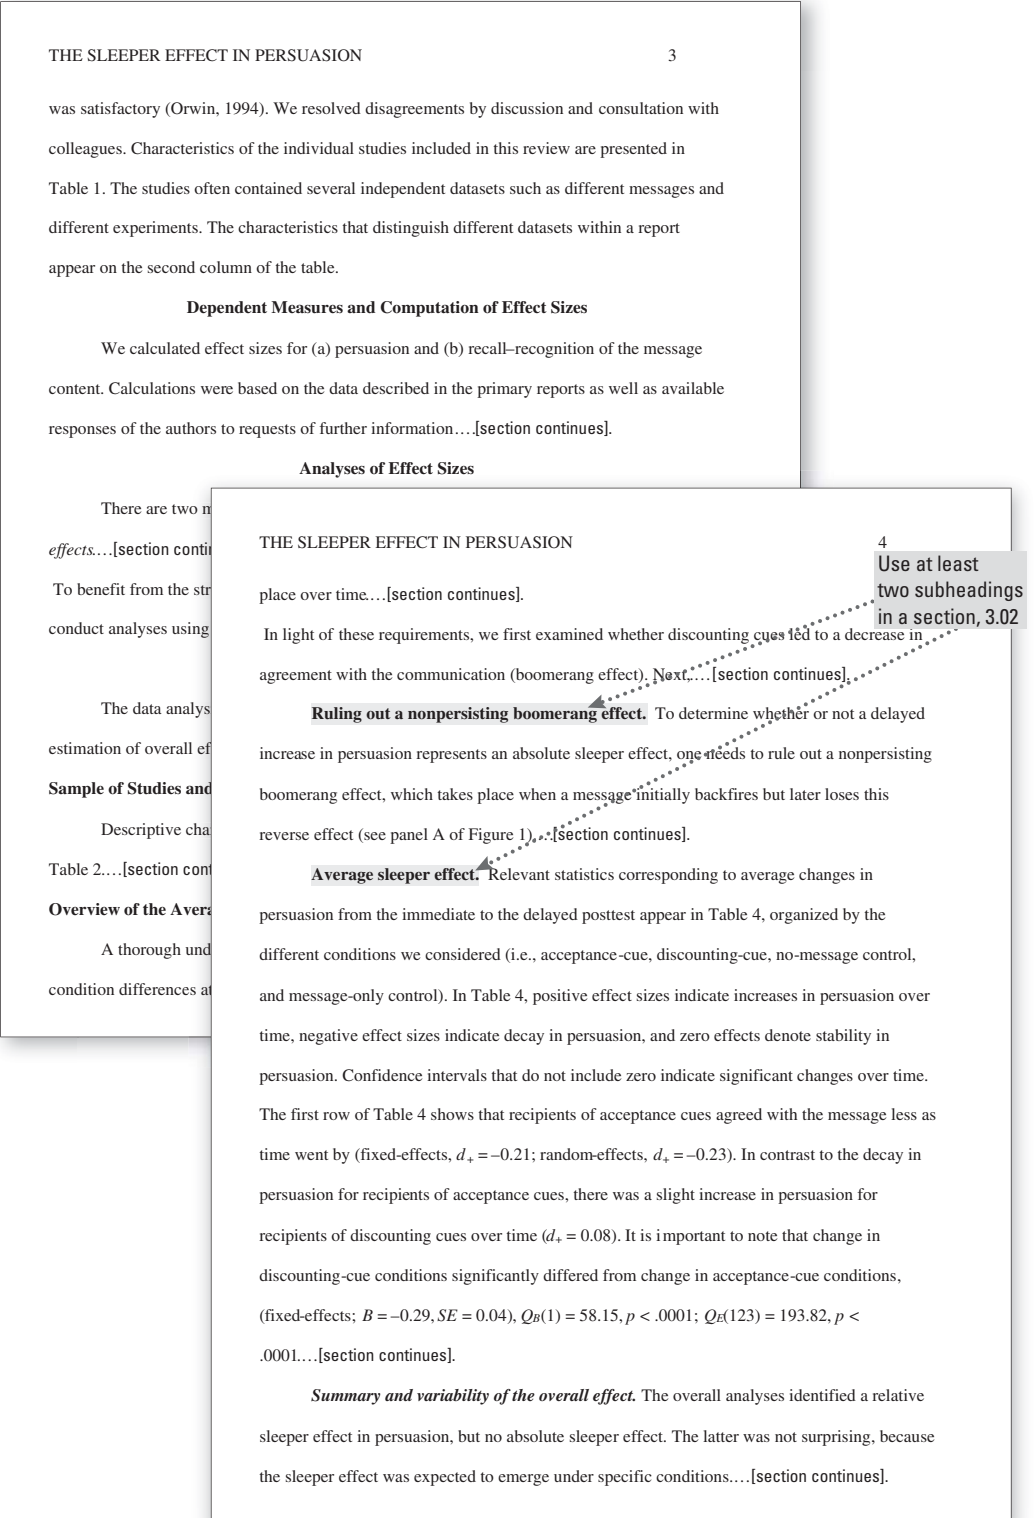 THE SLEEPER EFFECT IN PERSUASION 3
was satisfactory (Orwin, 1994). We resolved disagreements by discussion and consultation with
colleagues. Characteristics of the individual studies included in this review are presented in
Table 1. The studies often contained several independent datasets such as different messages and
different experiments. The characteristics that distinguish different datasets within a report
appear on the second column of the table.
Dependent Measures and Computation of Effect Sizes
We calculated effect sizes for (a) persuasion and (b) recall–recognition of the message
content. Calculations were based on the data described in the primary reports as well as available
responses of the authors to requests of further information….[section continues].
Analyses of Effect Sizes
There are two
effects.…[section
To benefit from the
conduct analyses using
The data
estimation of overall
Sample of Studies and
Descriptive
Table 2.…[section
Overview of the
A thorough
condition differences
THE SLEEPER EFFECT IN PERSUASION 4
Use at least
two subheadings
in a section, 3.02
place over time.…[section continues].
In light of these requirements, we first examined whether discounting cues led to a decrease in
agreement with the communication (boomerang effect). Next,.…[section continues].
Ruling out a nonpersisting boomerang effect. To determine whether or not a delayed
increase in persuasion represents an absolute sleeper effect, one needs to rule out a nonpersisting
boomerang effect, which takes place when a message initially backfires but later loses this
reverse effect (see panel A of Figure 1).…[section continues].
Average sleeper effect. Relevant statistics corresponding to average changes in
persuasion from the immediate to the delayed posttest appear in Table 4, organized by the
different conditions we considered (i.e., acceptance-cue, discounting-cue, no-message control,
and message-only control). In Table 4, positive effect sizes indicate increases in persuasion over
time, negative effect sizes indicate decay in persuasion, and zero effects denote stability in
persuasion. Confidence intervals that do not include zero indicate significant changes over time.
The first row of Table 4 shows that recipients of acceptance cues agreed with the message less as
time went by (fixed-effects, d+ = –0.21; random-effects, d+ = –0.23). In contrast to the decay in
persuasion for recipients of acceptance cues, there was a slight increase in persuasion for
recipients of discounting cues over time (d+ = 0.08). It is important to note that change in
discounting-cue conditions significantly differed from change in acceptance-cue conditions,
(fixed-effects; B = –0.29, SE = 0.04), QB(1) = 58.15, p < .0001; QE(123) = 193.82, p <
.0001.…[section continues].
Summary and variability of the overall effect. The overall analyses identified a relative
sleeper effect in persuasion, but no absolute sleeper effect. The latter was not surprising, because
the sleeper effect was expected to emerge under specific conditions.…[section continues].